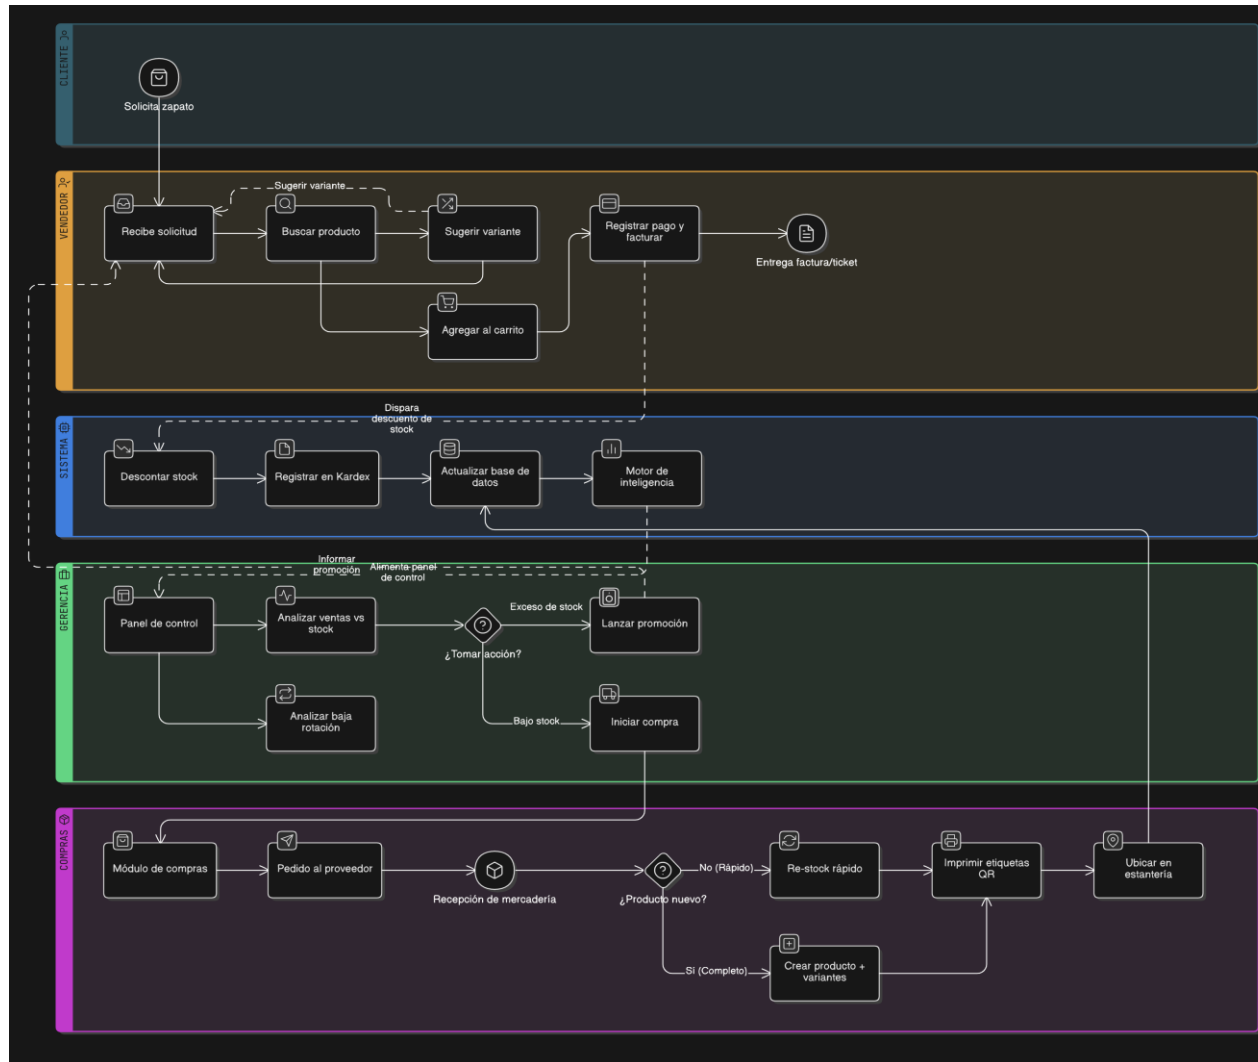 CLIENTE
Solicita zapato
VENDEDOR
Sugerir variante
Recibe solicitud
Buscar producto
Sugerir variante
Registrar pago y
facturar
Entrega factura/ticket
Agregar al carrito
Dispara
descuento de
stock
SISTEMA
Descontar stock
Registrar en Kardex
Actualizar base de
datos
Motor de
inteligencia
Informar
promoción
Alimenta panel
de control
GERENCIA
Panel de control
Analizar ventas vs
stock
¿Tomar acción?
Exceso de stock
Lanzar promoción
Analizar baja
rotación
Bajo stock
Iniciar compra
COMPRAS
Módulo de compras
Pedido al proveedor
Recepción de mercadería
¿Producto nuevo?
No (Rápido)
Re-stock rápido
Imprimir etiquetas
QR
Ubicar en
estantería
Sí (Completo)
Crear producto +
variantes